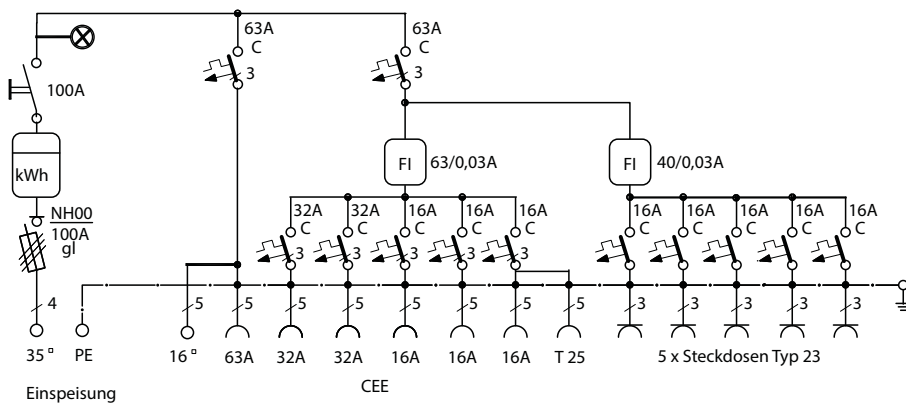 63A 63A
C C
3 3
100A
kWh
FI 63/0,03A FI 40/0,03A
NH00
100A
gl
32A 32A 16A 16A 16A 16A 16A 16A 16A 16A
C C C C C C C C C C
3 3 3 3 3
4 5 5 5 5 5 5 5 5 3 3 3 3 3
35▫ PE 16▫ 63A 32A 32A 16A 16A 16A T 25 5 x Steckdosen Typ 23
Einspeisung CEE